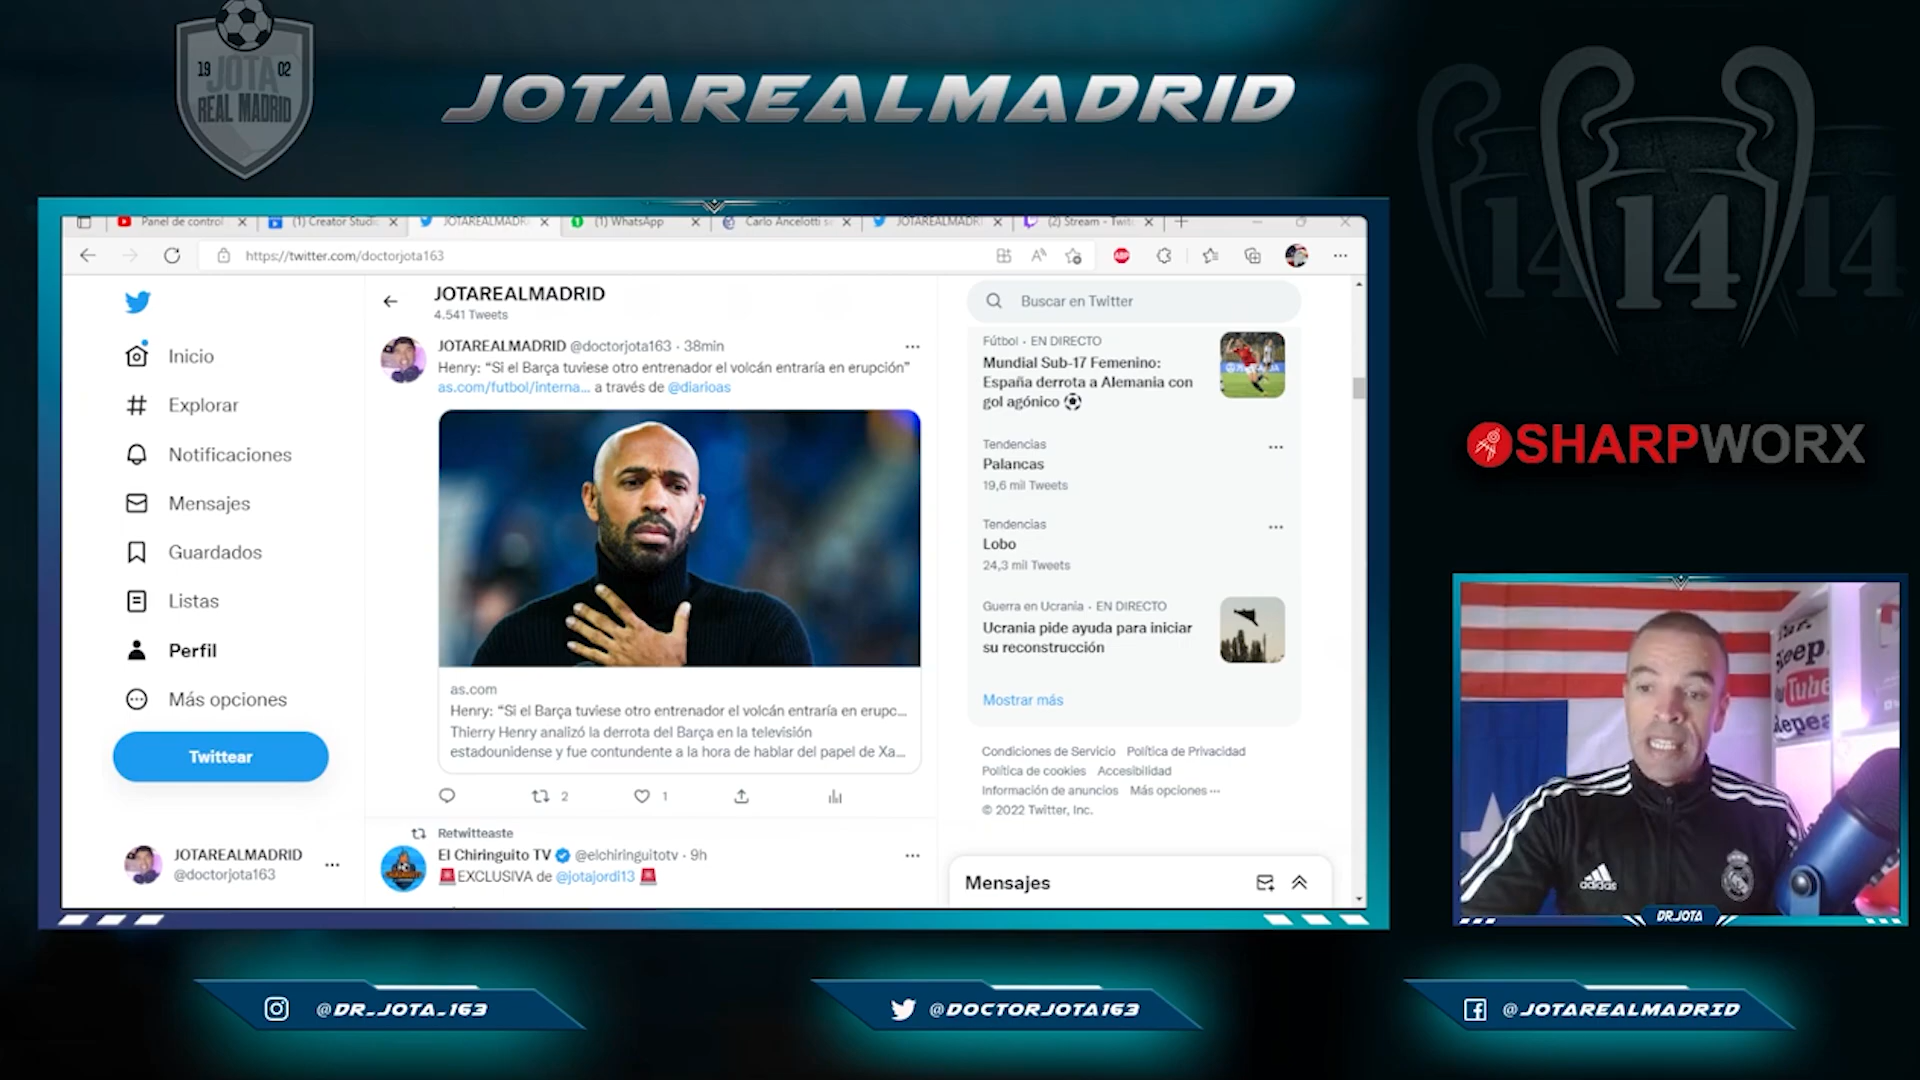 19 02
JOTA
REAL MADRID
JOTAREALMADRID
14 14 14
Panel de control
(1) Creator Studi
JOTAREALMADR
(1) WhatsApp
Carlo Ancelotti s
JOTAREALMADRI
(2) Stream - Twit
https://twitter.com/doctorjota163
JOTAREALMADRID
4.541 Tweets
Inicio
Explorar
Notificaciones
Mensajes
Guardados
Listas
Perfil
Más opciones
Twittear
JOTAREALMADRID
@doctorjota163
JOTAREALMADRID @doctorjota163 · 38min
Henry: “Si el Barça tuviese otro entrenador el volcán entraría en erupción”
as.com/futbol/interna... a través de @diarioas
as.com
Henry: “Si el Barça tuviese otro entrenador el volcán entraría en erupc...
Thierry Henry analizó la derrota del Barça en la televisión
estadounidense y fue contundente a la hora de hablar del papel de Xa...
2
1
Retwitteaste
El Chiringuito TV @elchiringuitotv · 9h
EXCLUSIVA de @jotajordi13
Buscar en Twitter
Fútbol · EN DIRECTO
Mundial Sub-17 Femenino:
España derrota a Alemania con
gol agónico
Tendencias
Palancas
19,6 mil Tweets
Tendencias
Lobo
24,3 mil Tweets
Guerra en Ucrania · EN DIRECTO
Ucrania pide ayuda para iniciar
su reconstrucción
Mostrar más
Condiciones de Servicio Política de Privacidad
Política de cookies Accesibilidad
Información de anuncios Más opciones ···
© 2022 Twitter, Inc.
Mensajes
SHARPWORX
adidas
DR.JOTA
@DR_JOTA_163
@DOCTORJOTA163
@JOTAREALMADRID